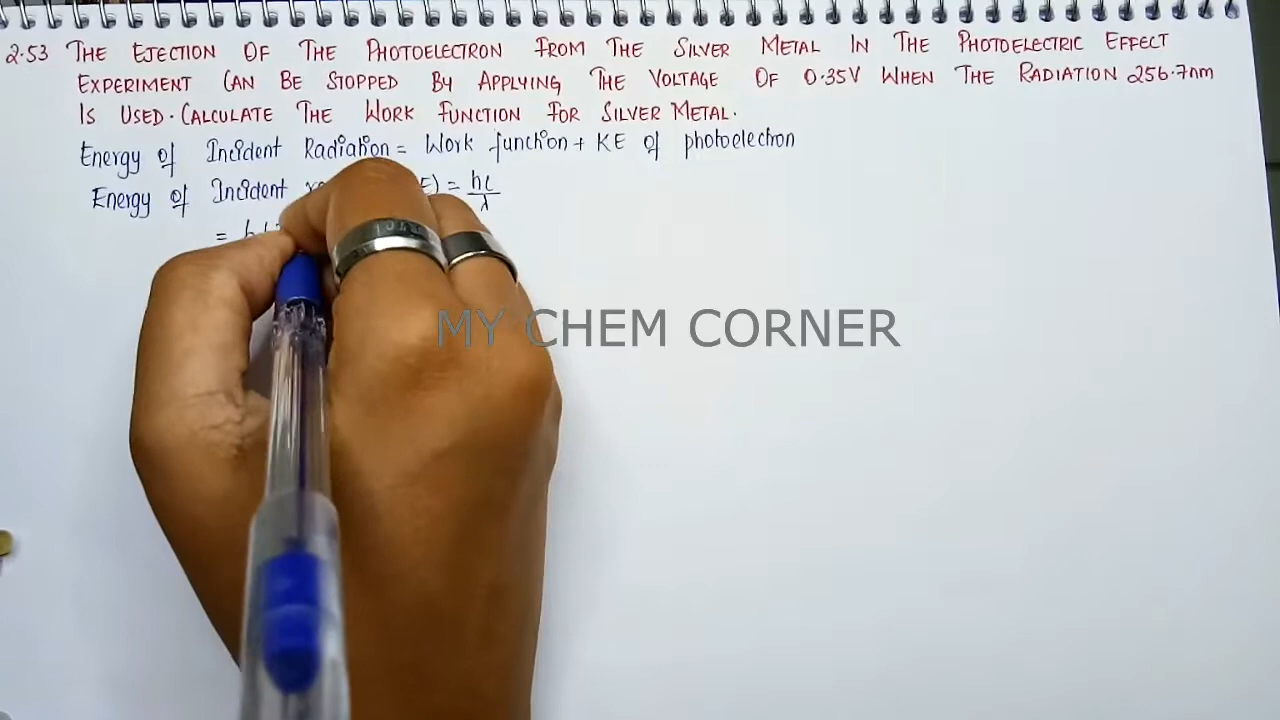 2.53 THE EJECTION OF THE PHOTOELECTRON FROM THE SILVER METAL IN THE PHOTOELECTRIC EFFECT
EXPERIMENT CAN BE STOPPED BY APPLYING THE VOLTAGE OF 0.35V WHEN THE RADIATION 256.7nm
IS USED. CALCULATE THE WORK FUNCTION FOR SILVER METAL.
Energy of Incident Radiation = Work function + KE of photoelectron
Energy of Incident E) = hc/λ
=
MY CHEM CORNER